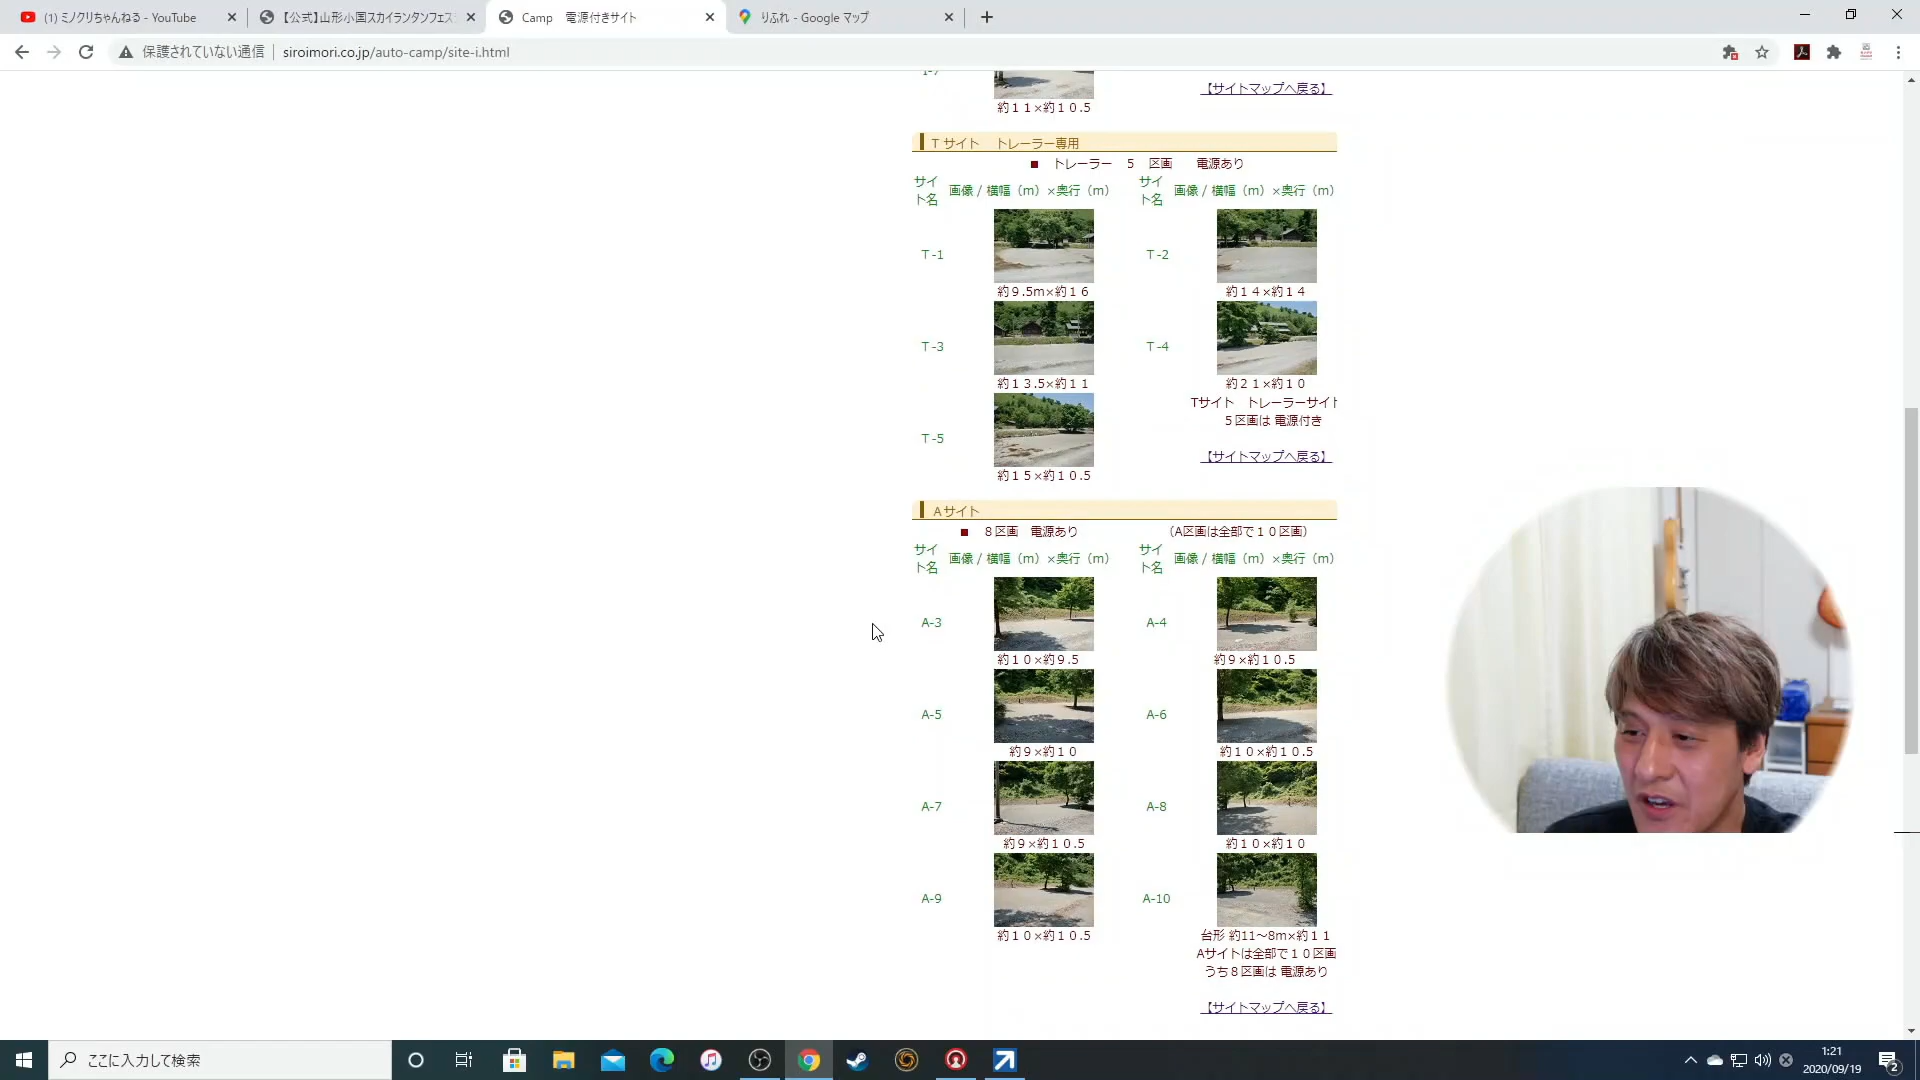 (1) ミノクリちゃんねる - YouTube
【公式】山形小国スカイランタンフェス
Camp 電源付きサイト
りふれ - Google マップ
保護されていない通信
siroimori.co.jp/auto-camp/site-i.html
【サイトマップへ戻る】
約１１×約１０.5
Ｔサイト　トレーラー専用
■ トレーラー ５ 区画 電源あり
サイト名 画像 / 横幅（m）×奥行（m） サイト名 画像 / 横幅（m）×奥行（m）
Ｔ-1 Ｔ-2
約９.5m×約１６ 約１４×約１４
Ｔ-3 Ｔ-4
約１３.5×約１１ 約２１×約１０
Tサイト　トレーラーサイト
５区画は 電源付き
Ｔ-5
【サイトマップへ戻る】
約１５×約１０.5
Ａサイト
■ ８区画 電源あり （A区画は全部で１０区画）
サイト名 画像 / 横幅（m）×奥行（m） サイト名 画像 / 横幅（m）×奥行（m）
A-3 A-4
約１０×約９.5 約９×約１０.5
A-5 A-6
約９×約１０ 約１０×約１０.5
A-7 A-8
約９×約１０.5 約１０×約１０
A-9 A-10
約１０×約１０.5 台形 約11～8m×約１１
Aサイトは全部で１０区画
うち８区画は 電源あり
【サイトマップへ戻る】
ここに入力して検索
1:21
2020/09/19
2